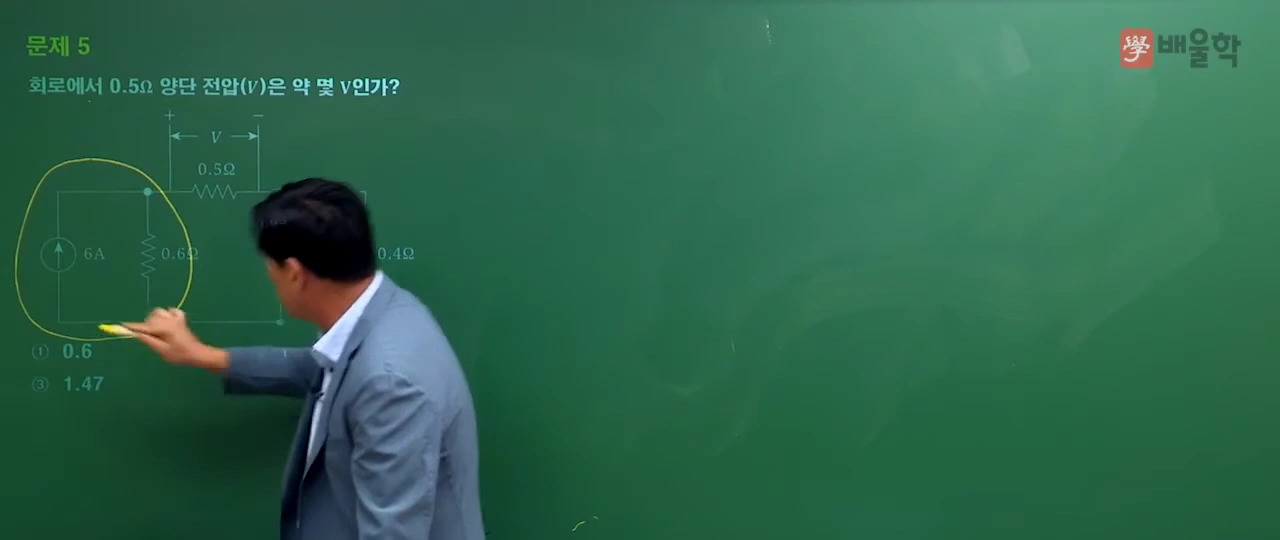 문제 5
學 배울학
회로에서 0.5Ω 양단 전압(V)은 약 몇 V인가?
+ −
V
0.5Ω
6A 0.6Ω 0.4Ω
① 0.6
③ 1.47